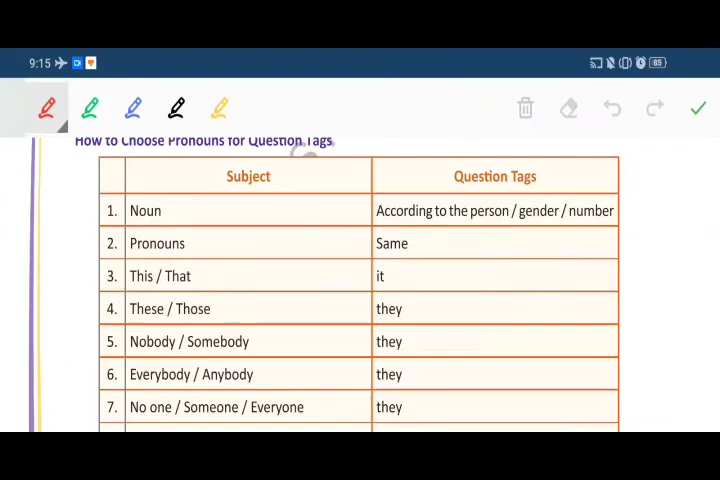 9:15
85
How to Choose Pronouns for Question Tags
Subject Question Tags
1. Noun According to the person / gender / number
2. Pronouns Same
3. This / That it
4. These / Those they
5. Nobody / Somebody they
6. Everybody / Anybody they
7. No one / Someone / Everyone they